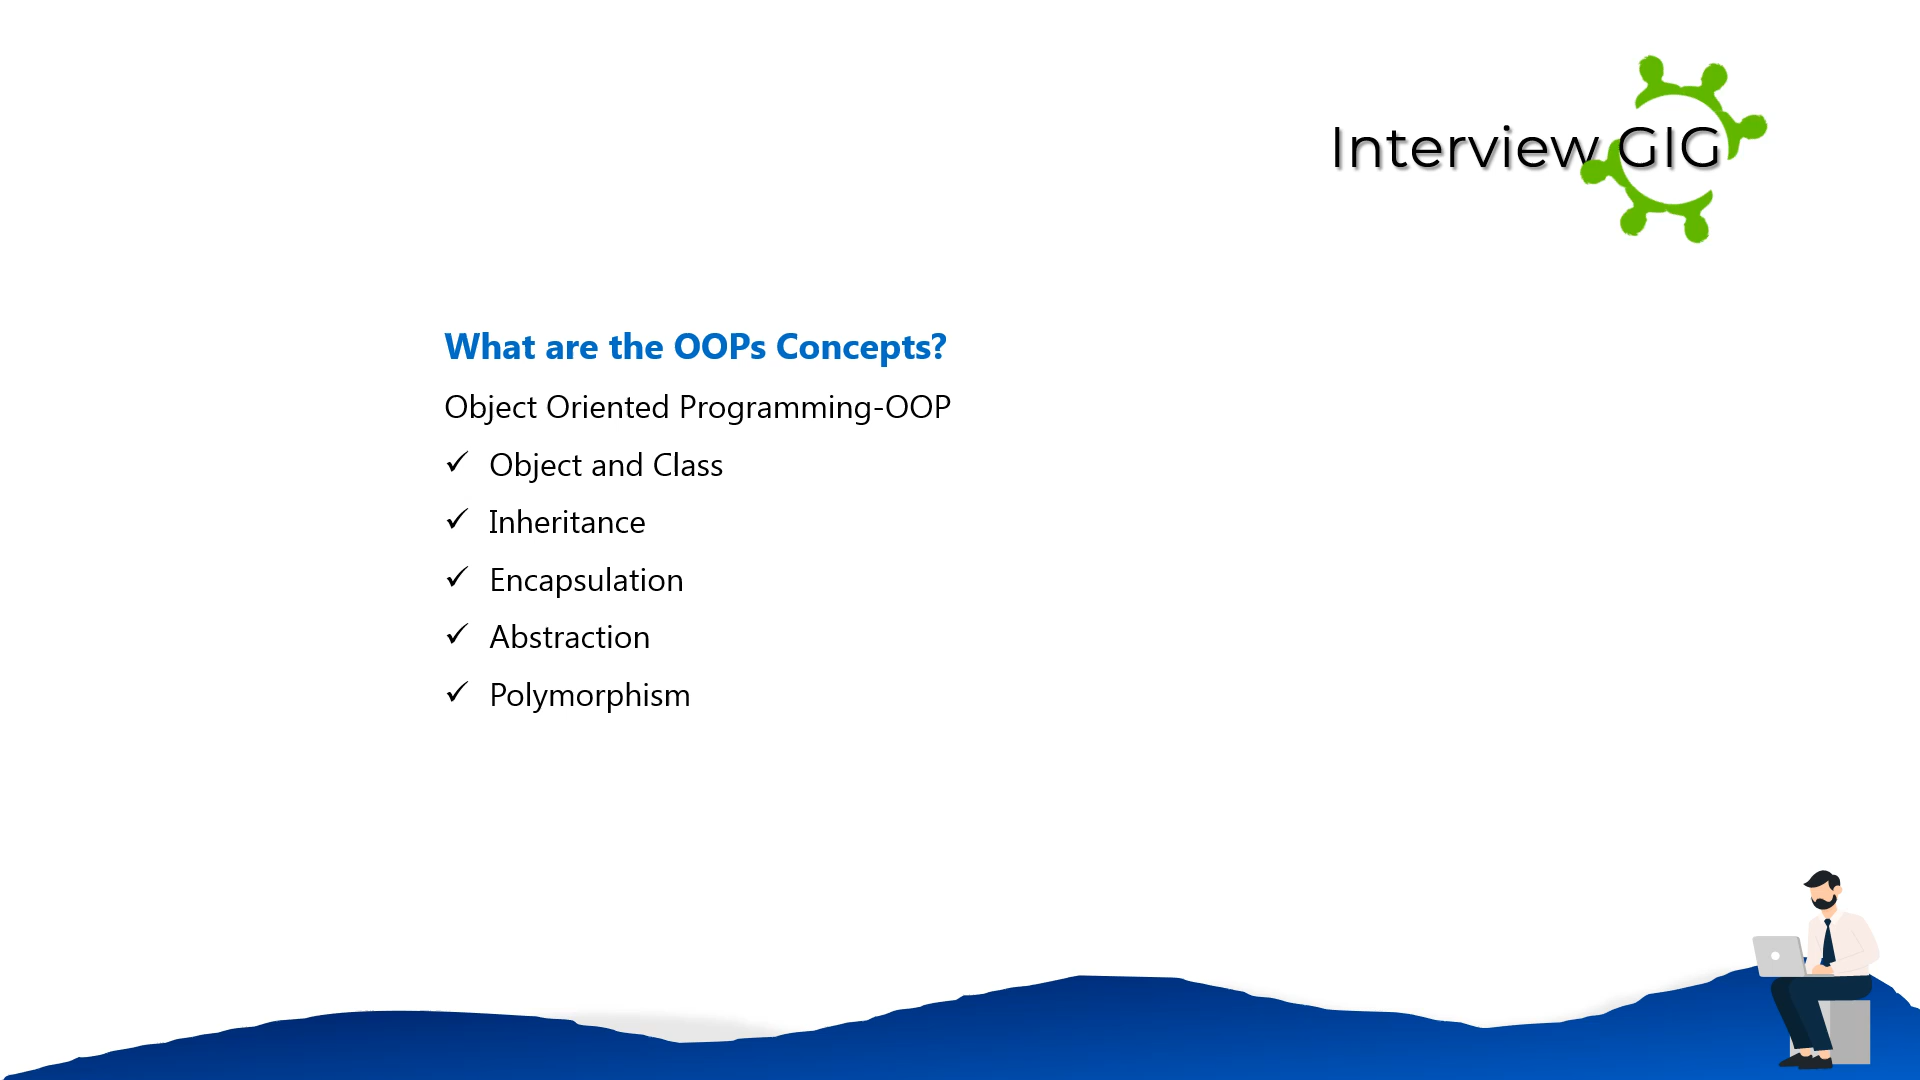 Interview GIG
What are the OOPs Concepts?
Object Oriented Programming-OOP
✓ Object and Class
✓ Inheritance
✓ Encapsulation
✓ Abstraction
✓ Polymorphism